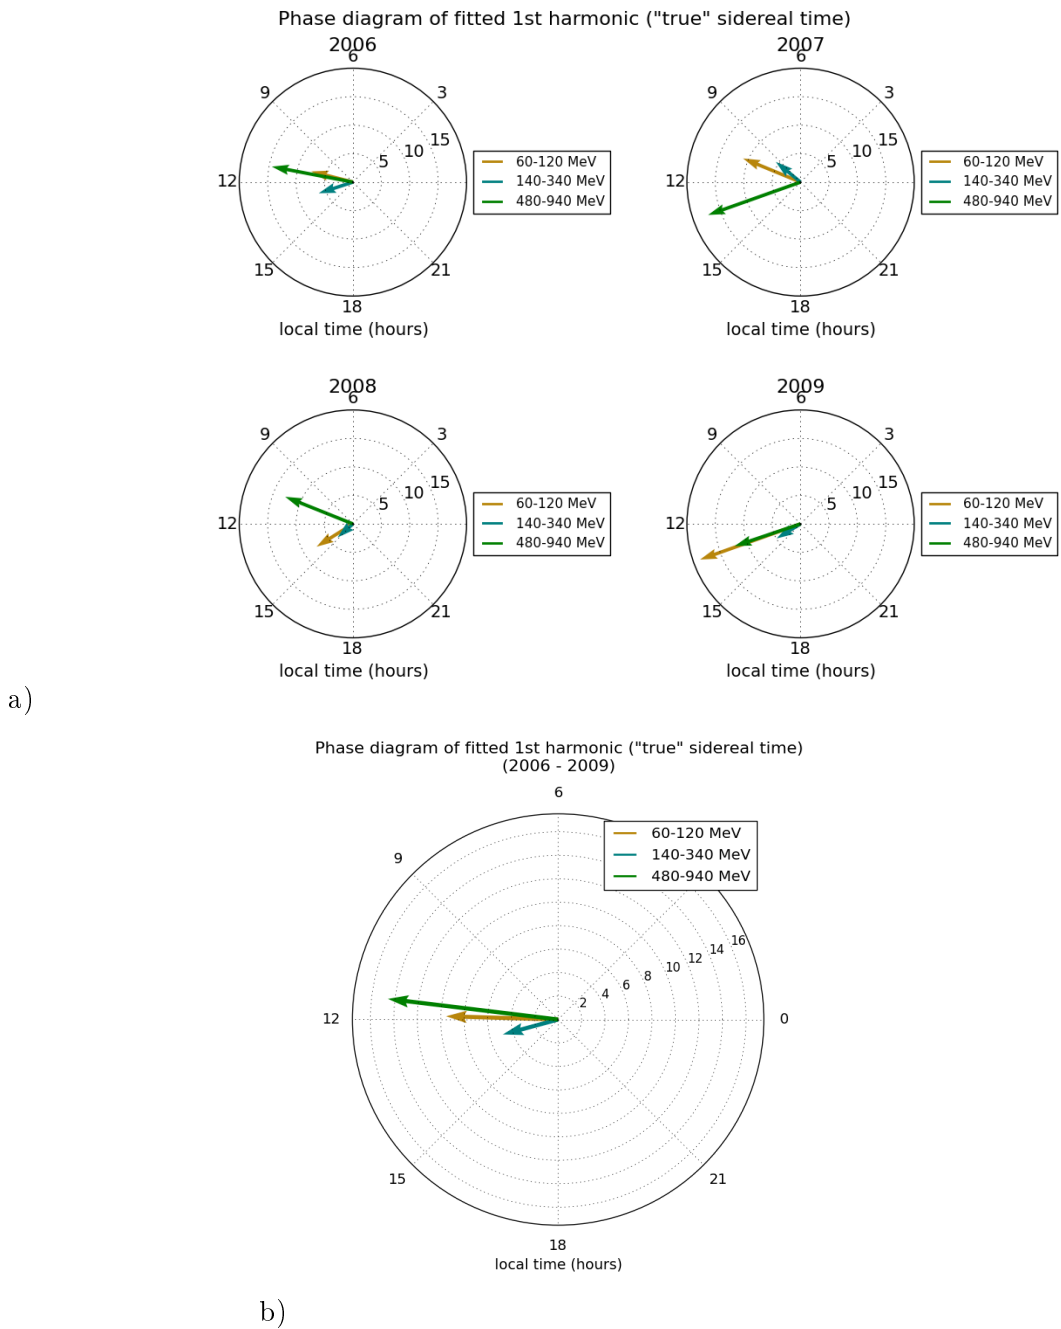 Phase diagram of fitted 1st harmonic ("true" sidereal time)
2006
6
9
3
15
10
5
12
15
21
18
local time (hours)
60-120 MeV
140-340 MeV
480-940 MeV
2007
6
9
3
15
10
5
12
15
21
18
local time (hours)
60-120 MeV
140-340 MeV
480-940 MeV
2008
6
9
3
15
10
5
12
15
21
18
local time (hours)
60-120 MeV
140-340 MeV
480-940 MeV
2009
6
9
3
15
10
5
12
15
21
18
local time (hours)
60-120 MeV
140-340 MeV
480-940 MeV
a)
Phase diagram of fitted 1st harmonic ("true" sidereal time)
(2006 - 2009)
6
60-120 MeV
140-340 MeV
480-940 MeV
9
16
14
12
10
8
6
4
2
12
0
15
21
18
local time (hours)
b)